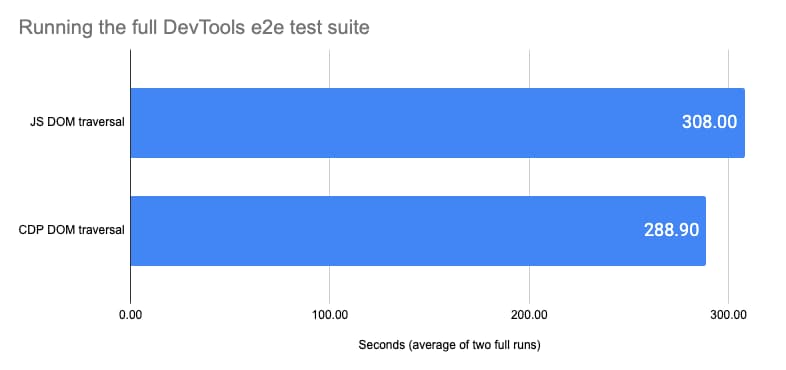 Running the full DevTools e2e test suite
JS DOM traversal
308.00
CDP DOM traversal
288.90
0.00
100.00
200.00
300.00
Seconds (average of two full runs)